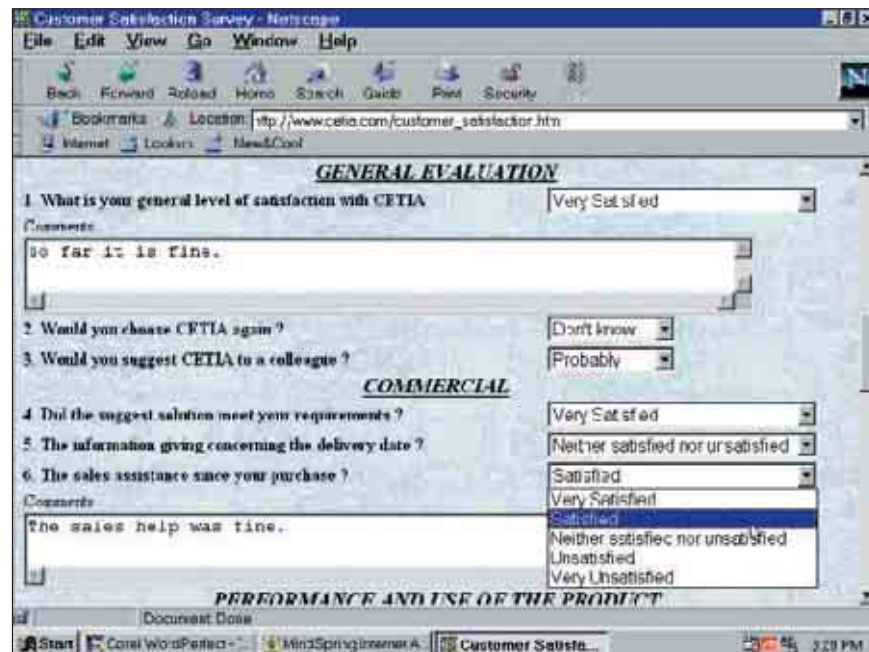 Customer Satisfaction Survey - Netscape
File Edit View Go Window Help
Back Forward Reload Home Search Guide Print Security
Bookmarks Location: http://www.cetia.com/customer_satisfaction.htm
Internet Lookup New&Cool
GENERAL EVALUATION
1. What is your general level of satisfaction with CETIA Very Satisfied
Comments
So far it is fine.
2. Would you choose CETIA again ? Don't know
3. Would you suggest CETIA to a colleague ? Probably
COMMERCIAL
4. Did the suggest solution meet your requirements ? Very Satisfied
5. The information giving concerning the delivery date ? Neither satisfied nor unsatisfied
6. The sales assistance since your purchase ? Satisfied
Comments
Very Satisfied
Satisfied
The sales help was fine.
Neither satisfied nor unsatisfied
Unsatisfied
Very Unsatisfied
PERFORMANCE AND USE OF THE PRODUCT
Document: Done
Start Corel WordPerfect - MindSpring Internet A... Customer Satisfa... 3:29 PM